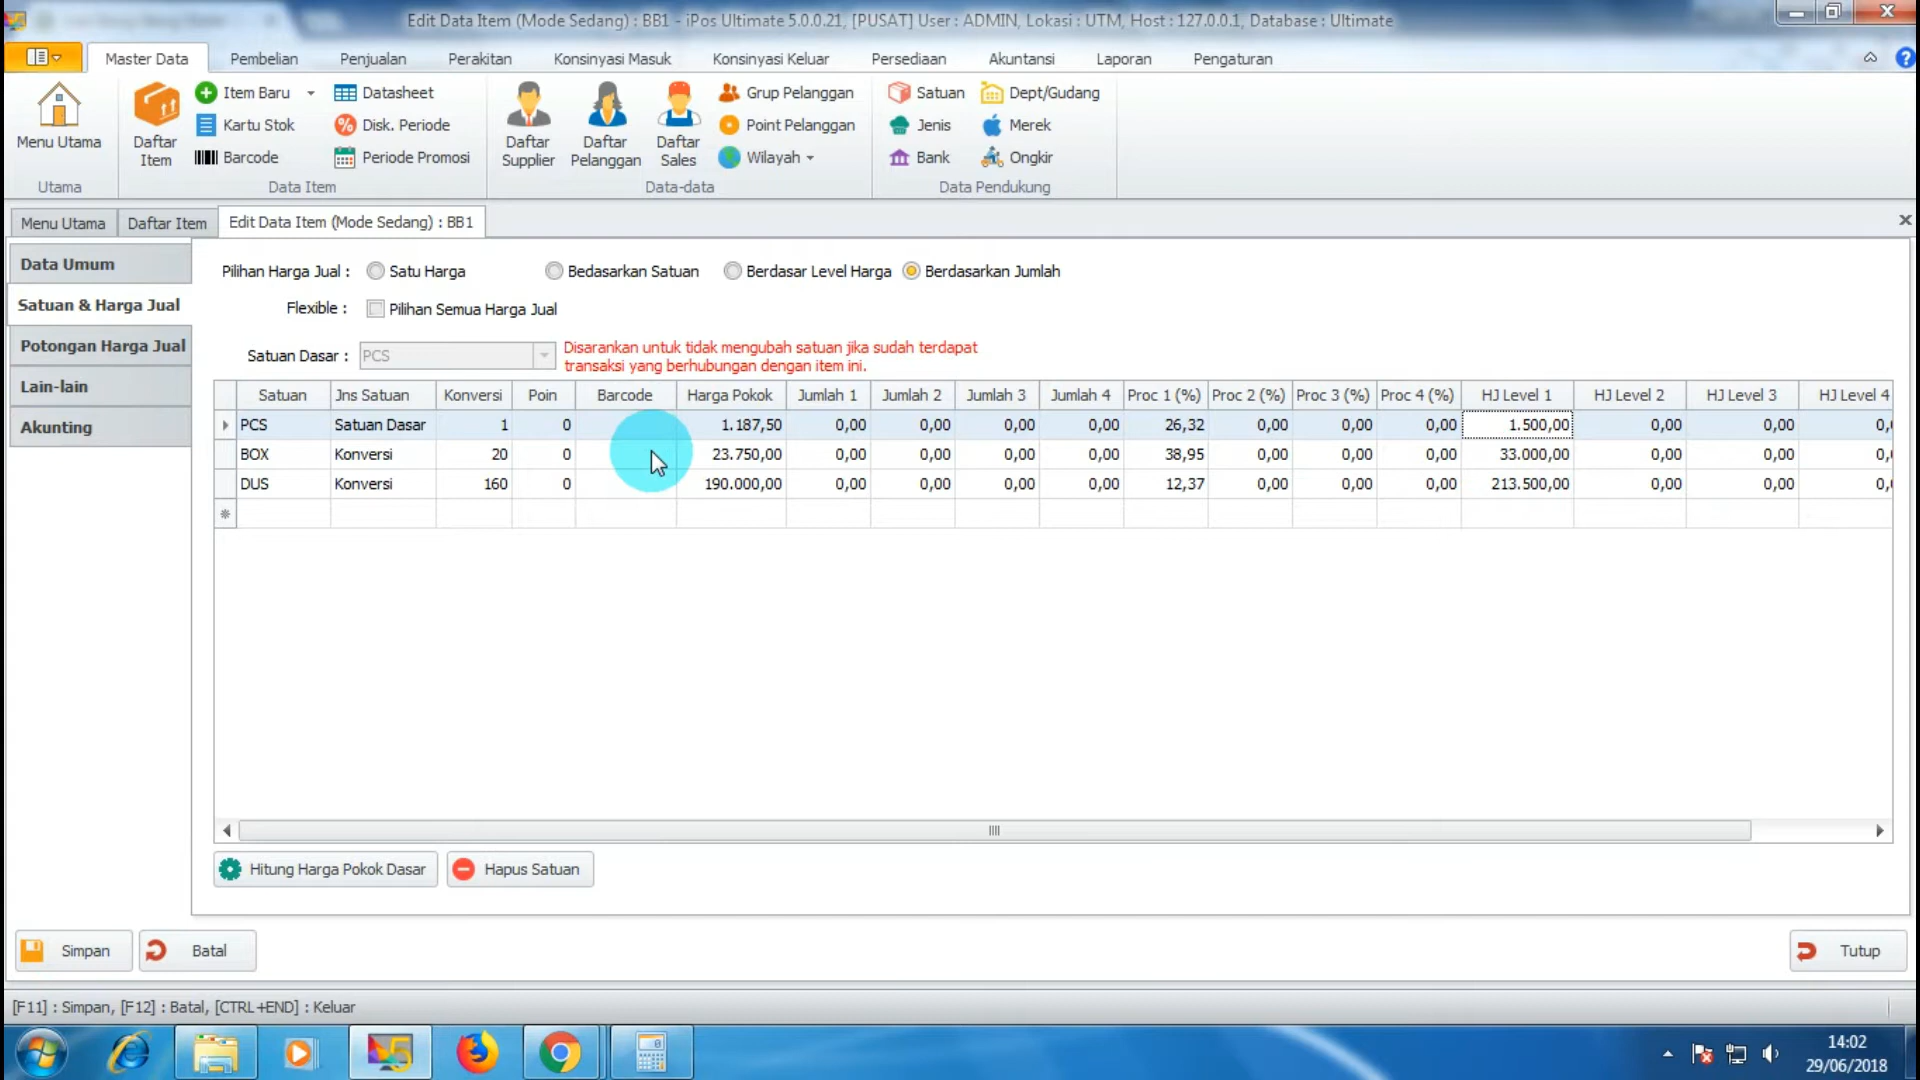 Edit Data Item (Mode Sedang) : BB1 - iPos Ultimate 5.0.0.21, [PUSAT] User : ADMIN, Lokasi : UTM, Host : 127.0.0.1, Database : Ultimate
Master Data Pembelian Penjualan Perakitan Konsinyasi Masuk Konsinyasi Keluar Persediaan Akuntansi Laporan Pengaturan
Menu Utama
Utama
Daftar Item
Item Baru
Kartu Stok
Barcode
Datasheet
Disk. Periode
Periode Promosi
Data Item
Daftar Supplier
Daftar Pelanggan
Daftar Sales
Grup Pelanggan
Point Pelanggan
Wilayah
Data-data
Satuan
Jenis
Bank
Dept/Gudang
Merek
Ongkir
Data Pendukung
Menu Utama Daftar Item Edit Data Item (Mode Sedang) : BB1
Data Umum
Satuan & Harga Jual
Potongan Harga Jual
Lain-lain
Akunting
Pilihan Harga Jual : Satu Harga Bedasarkan Satuan Berdasar Level Harga Berdasarkan Jumlah
Flexible : Pilihan Semua Harga Jual
Satuan Dasar : PCS
Disarankan untuk tidak mengubah satuan jika sudah terdapat
transaksi yang berhubungan dengan item ini.
Satuan Jns Satuan Konversi Poin Barcode Harga Pokok Jumlah 1 Jumlah 2 Jumlah 3 Jumlah 4 Proc 1 (%) Proc 2 (%) Proc 3 (%) Proc 4 (%) HJ Level 1 HJ Level 2 HJ Level 3 HJ Level 4
PCS Satuan Dasar 1 0 1.187,50 0,00 0,00 0,00 0,00 26,32 0,00 0,00 0,00 1.500,00 0,00 0,00 0,
BOX Konversi 20 0 23.750,00 0,00 0,00 0,00 0,00 38,95 0,00 0,00 0,00 33.000,00 0,00 0,00 0,
DUS Konversi 160 0 190.000,00 0,00 0,00 0,00 0,00 12,37 0,00 0,00 0,00 213.500,00 0,00 0,00 0,
Hitung Harga Pokok Dasar Hapus Satuan
Simpan Batal Tutup
[F11] : Simpan, [F12] : Batal, [CTRL+END] : Keluar
14:02
29/06/2018